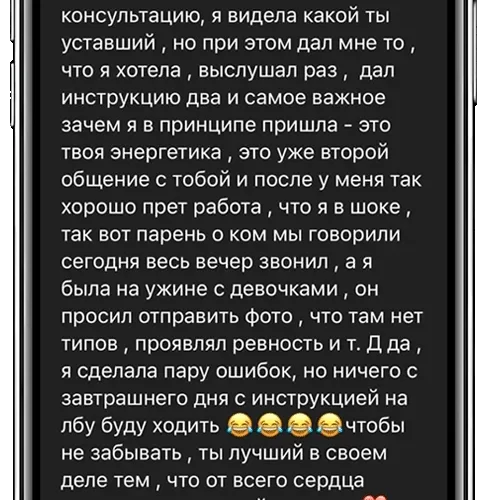 консультацию, я видела какой ты
уставший , но при этом дал мне то ,
что я хотела , выслушал раз ,  дал
инструкцию два и самое важное
зачем я в принципе пришла - это
твоя энергетика , это уже второй
общение с тобой и после у меня так
хорошо прет работа , что я в шоке ,
так вот парень о ком мы говорили
сегодня весь вечер звонил , а я
была на ужине с девочками , он
просил отправить фото , что там нет
типов , проявлял ревность и т. Д да ,
я сделала пару ошибок, но ничего с
завтрашнего дня с инструкцией на
лбу буду ходить 😂😂😂😂чтобы
не забывать , ты лучший в своем
деле тем , что от всего сердца